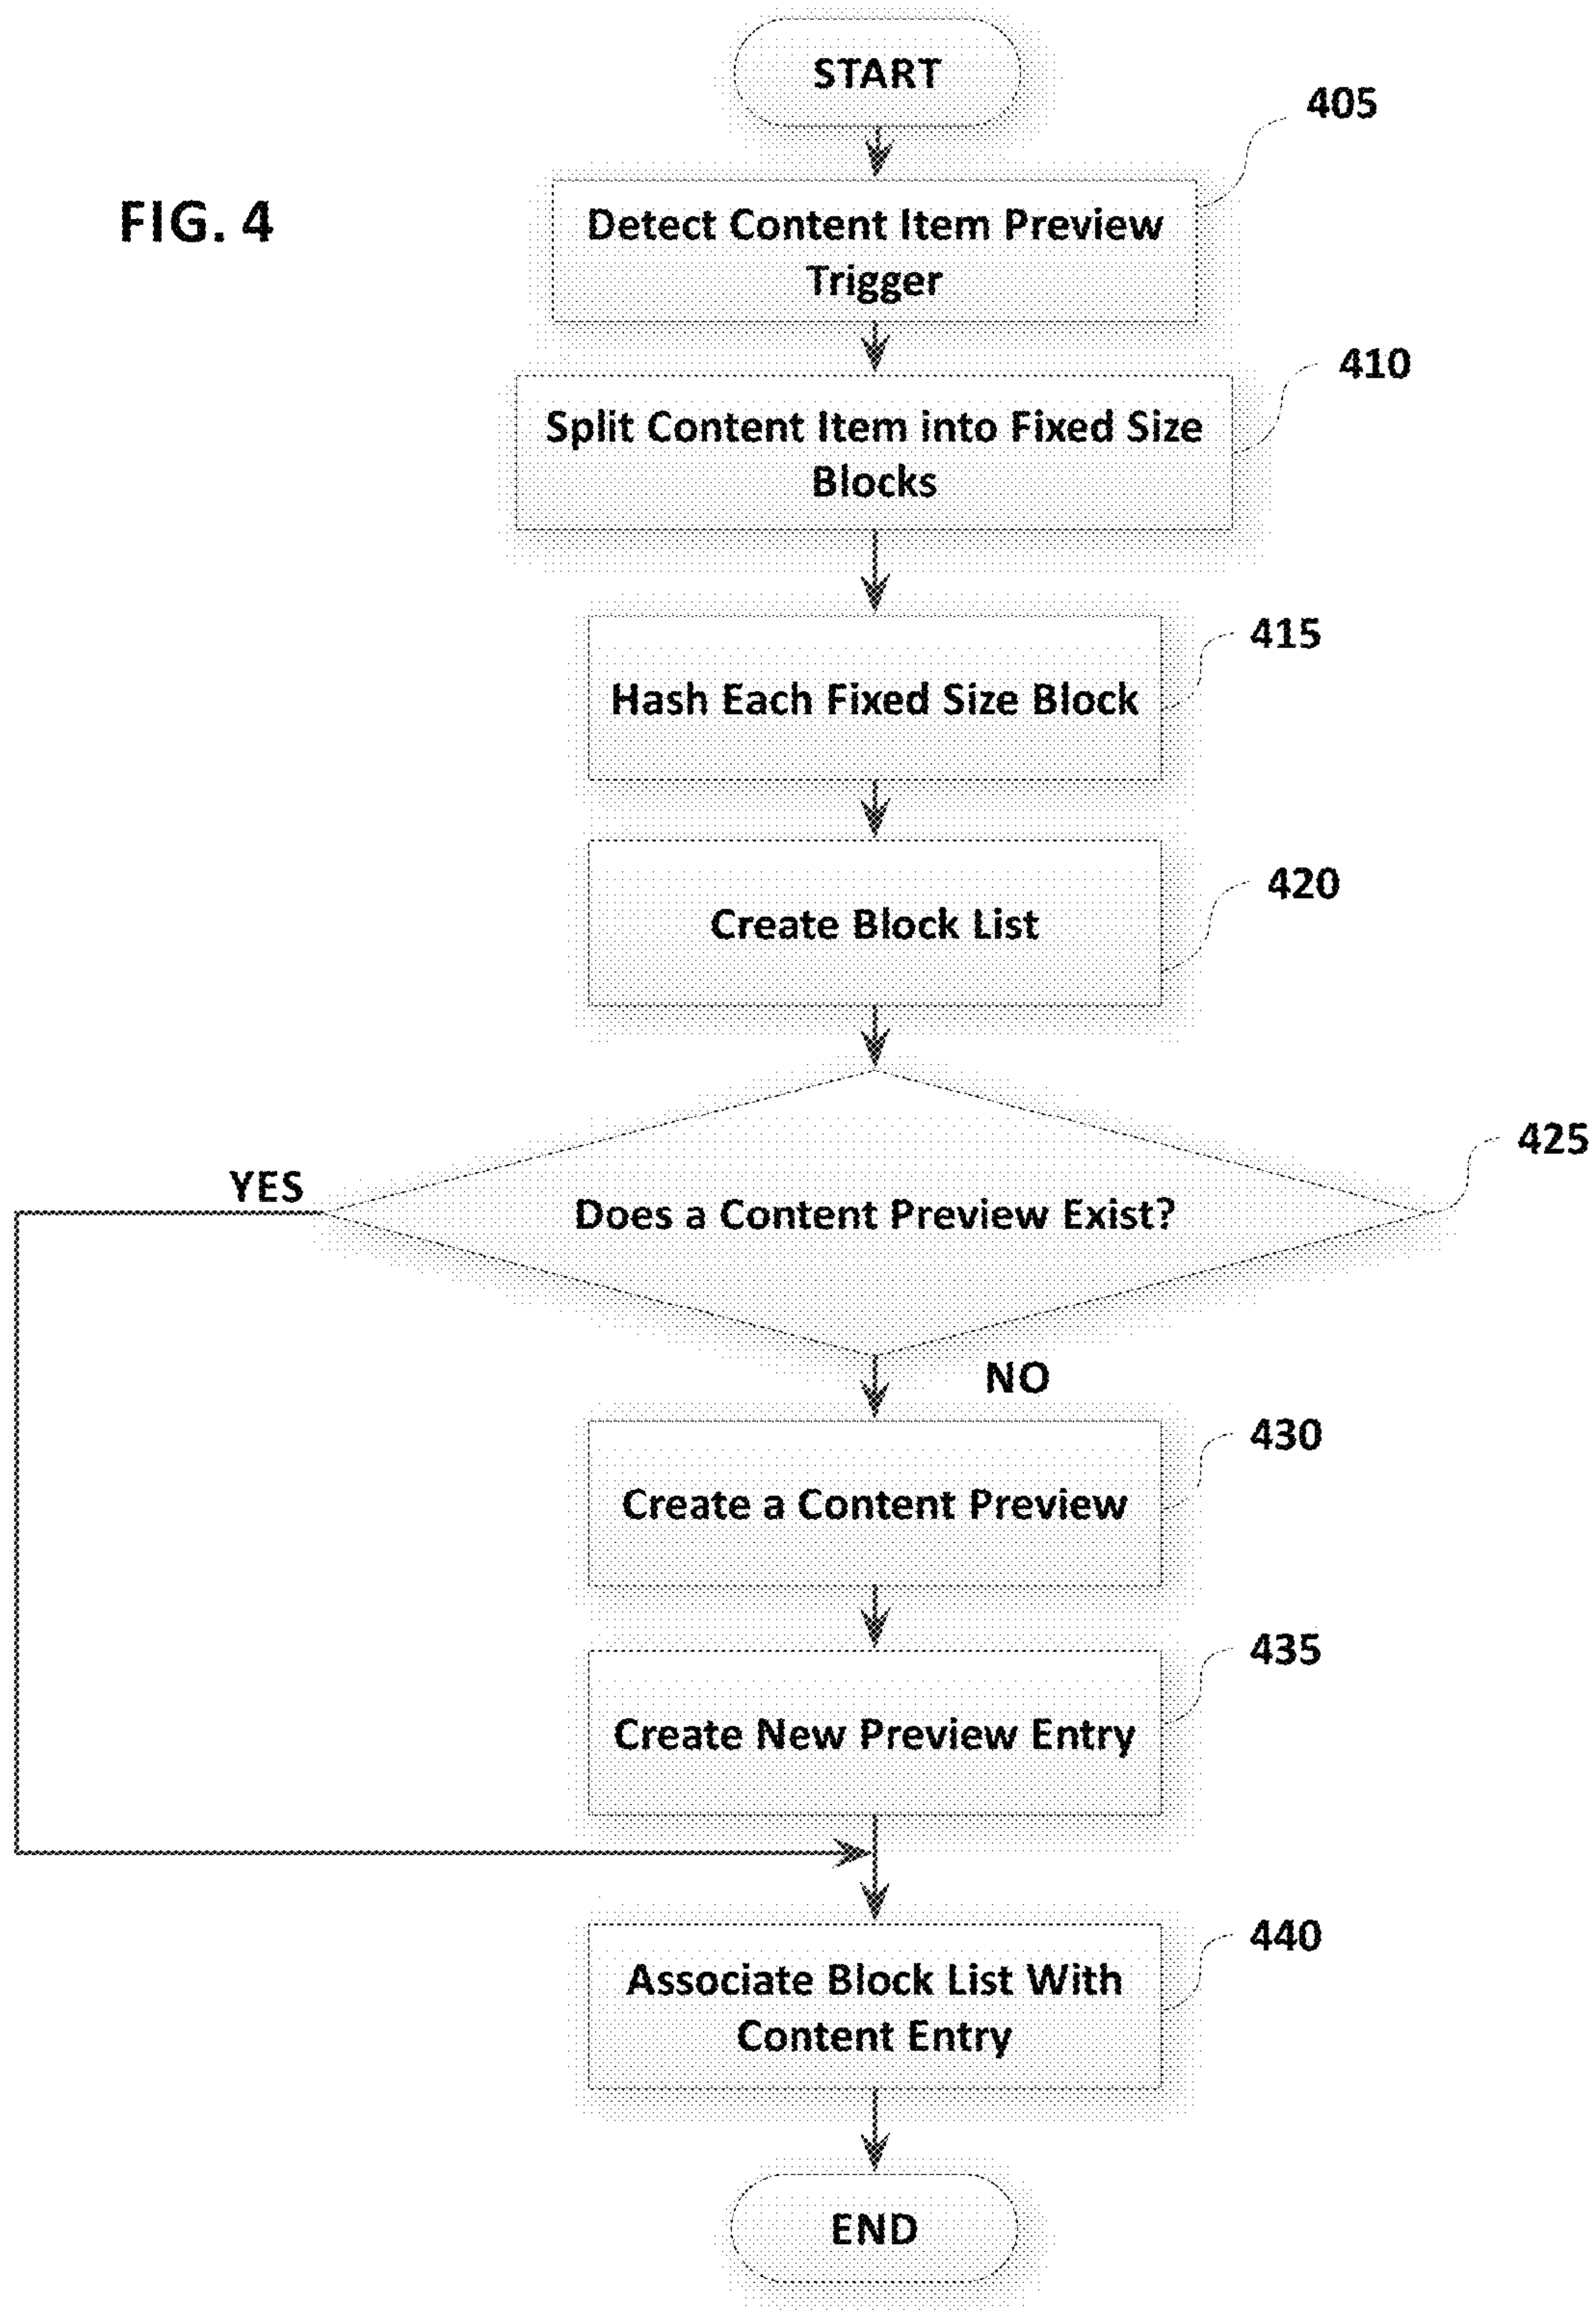 START
405
FIG. 4
Detect Content Item Preview
Trigger
410
Split Content Item into Fixed Size
Blocks
415
Hash Each Fixed Size Block
420
Create Block List
425
YES
Does a Content Preview Exist?
NO
430
Create a Content Preview
435
Create New Preview Entry
440
Associate Block List With
Content Entry
END